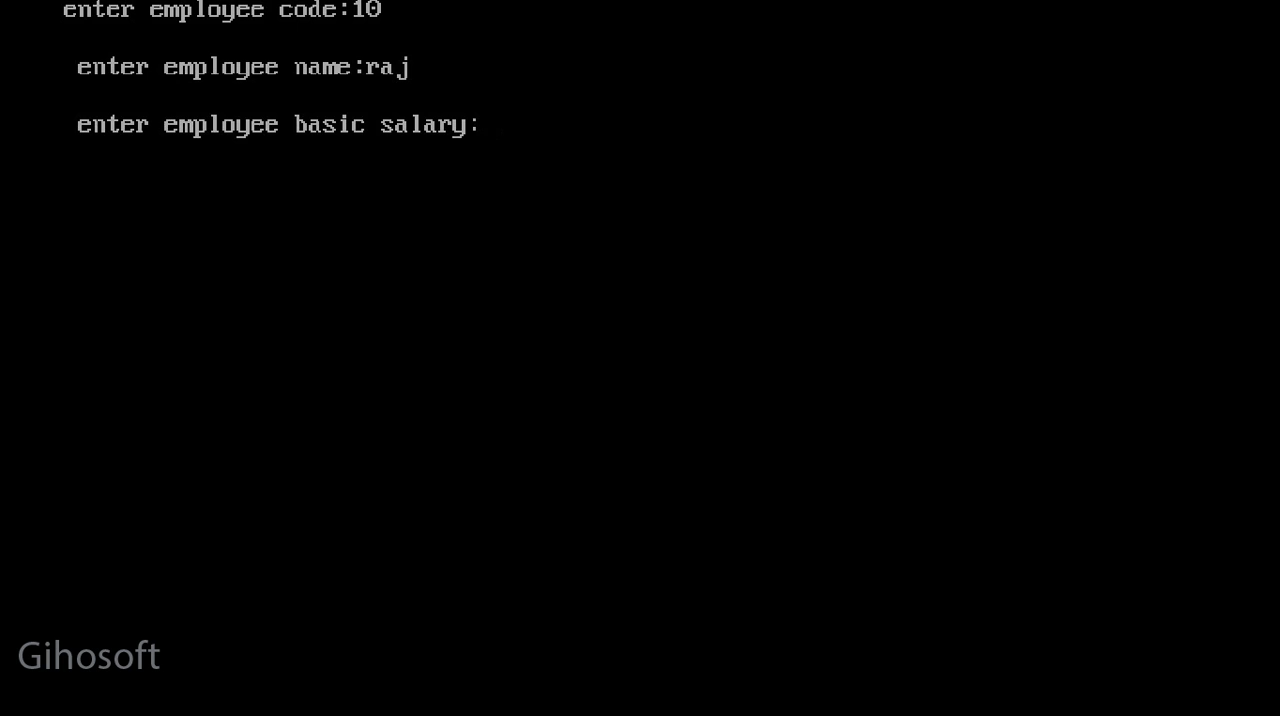 enter employee code:10
enter employee name:raj
enter employee basic salary:
Gihosoft